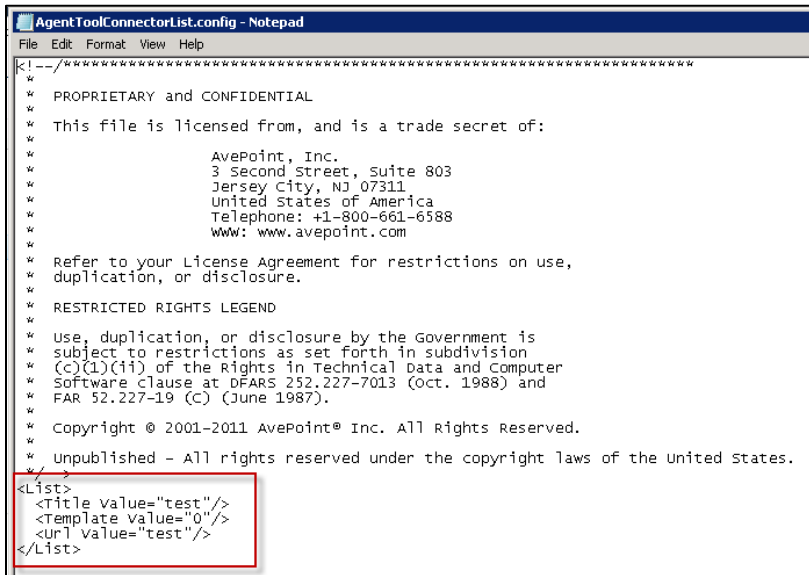 AgentToolConnectorList.config - Notepad
File Edit Format View Help
<!--/********************************************************************
*
* PROPRIETARY and CONFIDENTIAL
*
* This file is licensed from, and is a trade secret of:
*
* AvePoint, Inc.
* 3 Second Street, Suite 803
* Jersey City, NJ 07311
* United States of America
* Telephone: +1-800-661-6588
* WWW: www.avepoint.com
*
* Refer to your License Agreement for restrictions on use,
* duplication, or disclosure.
*
* RESTRICTED RIGHTS LEGEND
*
* Use, duplication, or disclosure by the Government is
* subject to restrictions as set forth in subdivision
* (c)(1)(ii) of the Rights in Technical Data and Computer
* Software clause at DFARS 252.227-7013 (Oct. 1988) and
* FAR 52.227-19 (C) (June 1987).
*
* Copyright © 2001-2011 AvePoint® Inc. All Rights Reserved.
*
* Unpublished - All rights reserved under the copyright laws of the United States.
*/-->
<List>
<Title Value="test"/>
<Template Value="0"/>
<Url Value="test"/>
</List>